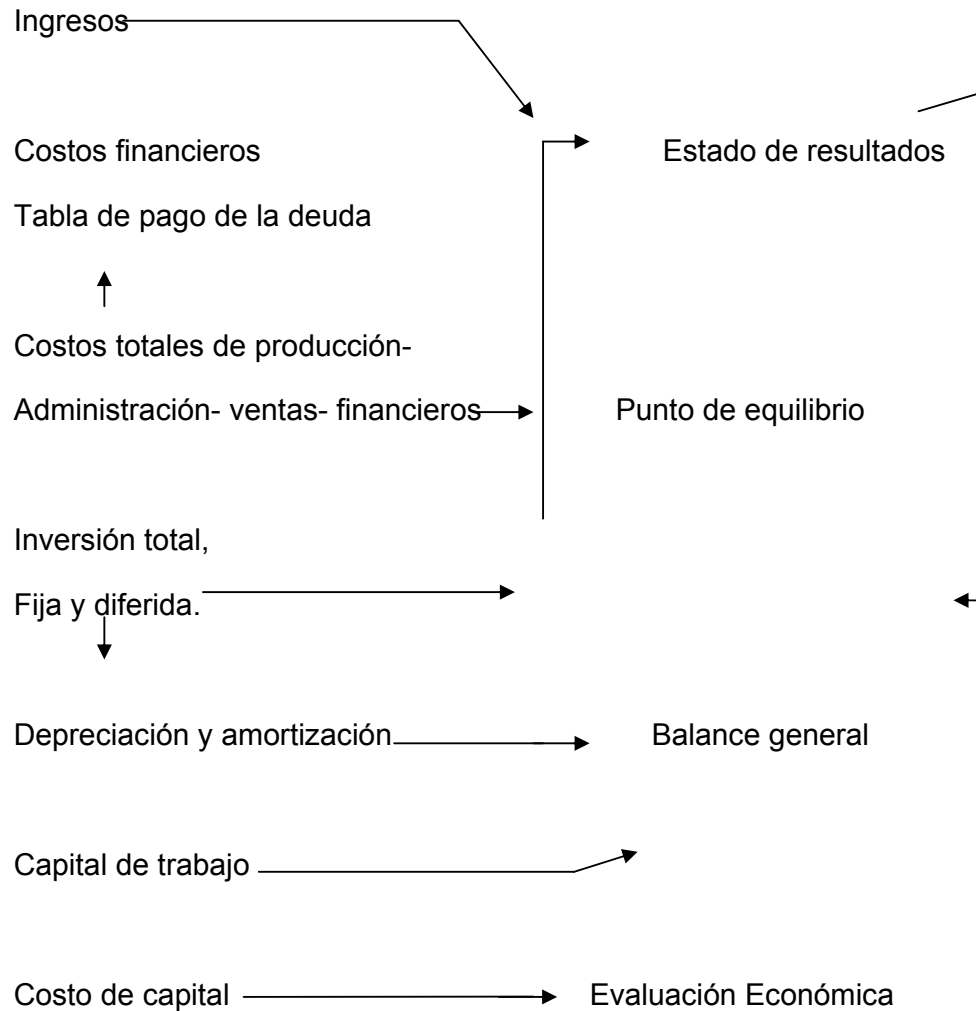 Ingresos
Costos financieros
Estado de resultados
Tabla de pago de la deuda
Costos totales de producción-
Administración- ventas- financieros
Punto de equilibrio
Inversión total,
Fija y diferida.
Depreciación y amortización
Balance general
Capital de trabajo
Costo de capital
Evaluación Económica